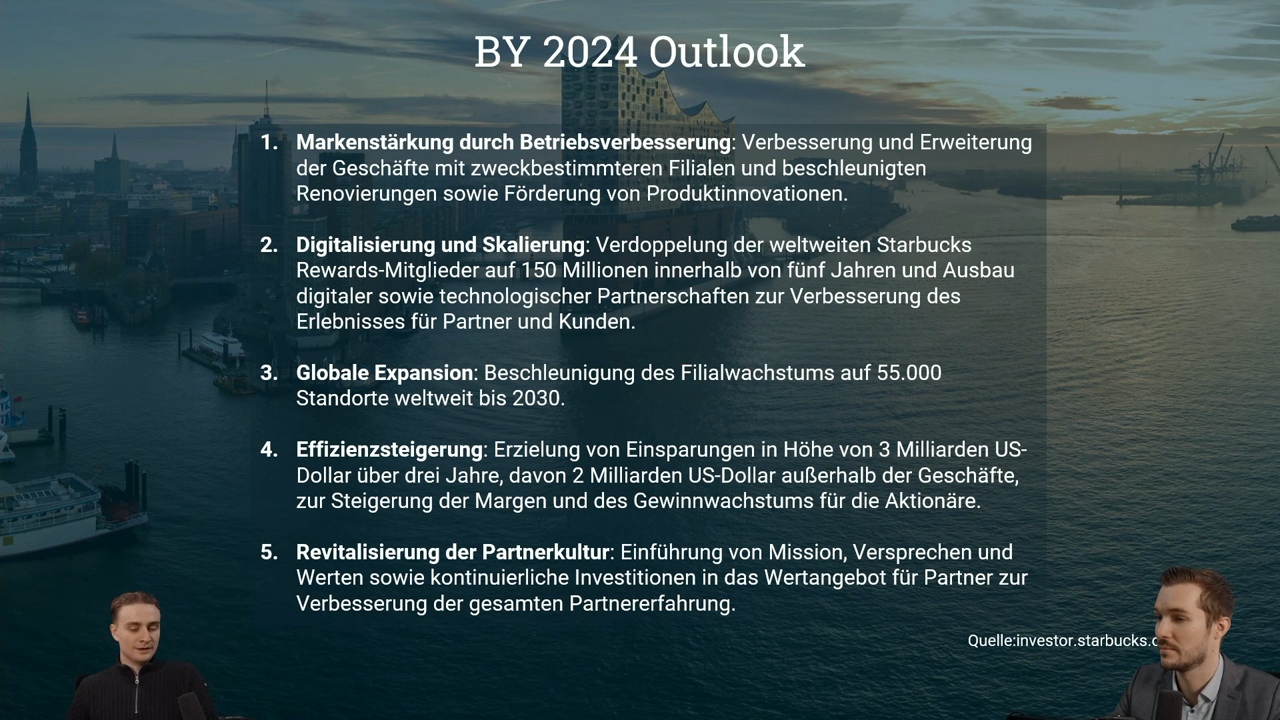 BY 2024 Outlook
1. Markenstärkung durch Betriebsverbesserung: Verbesserung und Erweiterung
der Geschäfte mit zweckbestimmteren Filialen und beschleunigten
Renovierungen sowie Förderung von Produktinnovationen.
2. Digitalisierung und Skalierung: Verdoppelung der weltweiten Starbucks
Rewards-Mitglieder auf 150 Millionen innerhalb von fünf Jahren und Ausbau
digitaler sowie technologischer Partnerschaften zur Verbesserung des
Erlebnisses für Partner und Kunden.
3. Globale Expansion: Beschleunigung des Filialwachstums auf 55.000
Standorte weltweit bis 2030.
4. Effizienzsteigerung: Erzielung von Einsparungen in Höhe von 3 Milliarden US-
Dollar über drei Jahre, davon 2 Milliarden US-Dollar außerhalb der Geschäfte,
zur Steigerung der Margen und des Gewinnwachstums für die Aktionäre.
5. Revitalisierung der Partnerkultur: Einführung von Mission, Versprechen und
Werten sowie kontinuierliche Investitionen in das Wertangebot für Partner zur
Verbesserung der gesamten Partnererfahrung.
Quelle:investor.starbucks.